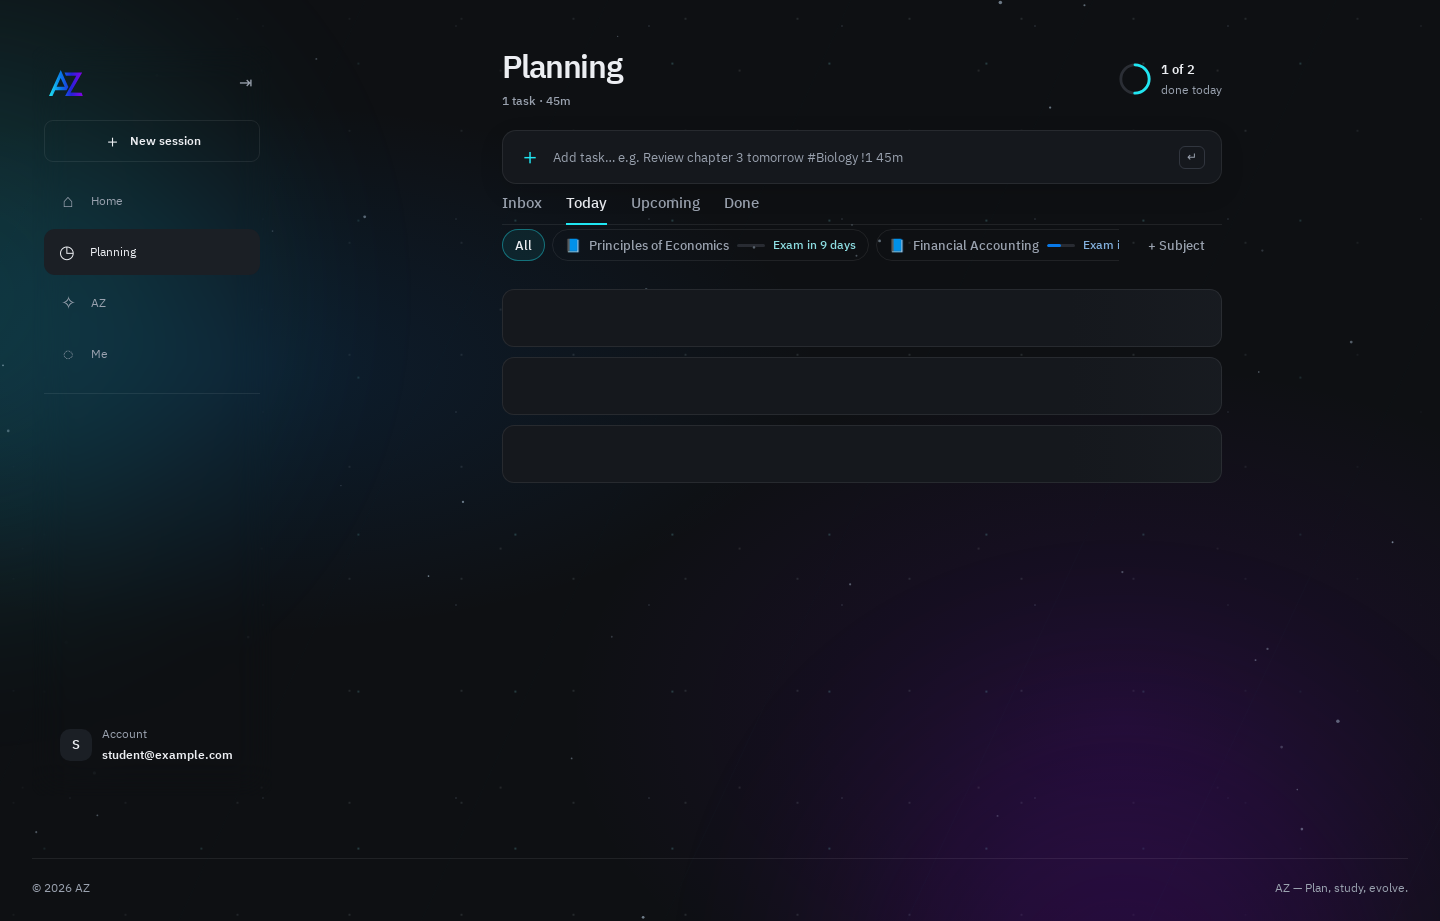 AZ
⇥
+ New session
Home
Planning
AZ
Me
Account
S
student@example.com
Planning
1 task · 45m
1 of 2
done today
+ Add task... e.g. Review chapter 3 tomorrow #Biology !1 45m ↵
Inbox Today Upcoming Done
All 📘 Principles of Economics Exam in 9 days 📘 Financial Accounting Exam i + Subject
© 2026 AZ
AZ — Plan, study, evolve.